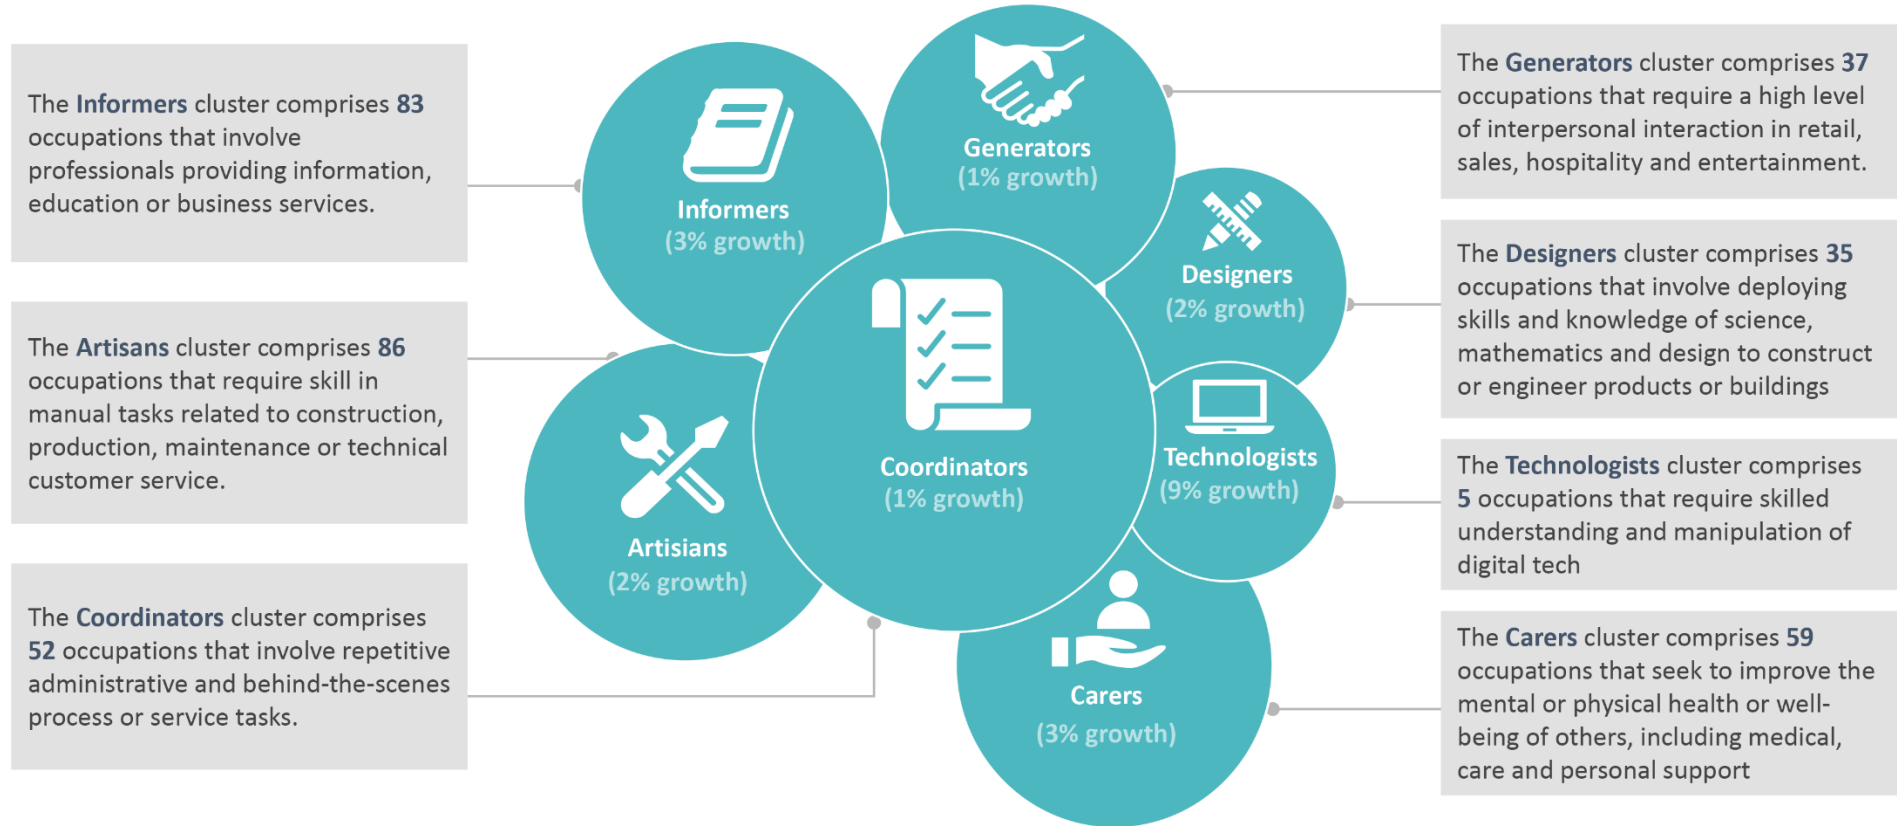 The Informers cluster comprises 83
occupations that involve
professionals providing information,
education or business services.
The Artisans cluster comprises 86
occupations that require skill in
manual tasks related to construction,
production, maintenance or technical
customer service.
The Coordinators cluster comprises
52 occupations that involve repetitive
administrative and behind-the-scenes
process or service tasks.
Generators
(1% growth)
Informers
(3% growth)
Designers
(2% growth)
Coordinators
(1% growth)
Technologists
(9% growth)
Artisians
(2% growth)
Carers
(3% growth)
The Generators cluster comprises 37
occupations that require a high level
of interpersonal interaction in retail,
sales, hospitality and entertainment.
The Designers cluster comprises 35
occupations that involve deploying
skills and knowledge of science,
mathematics and design to construct
or engineer products or buildings
The Technologists cluster comprises
5 occupations that require skilled
understanding and manipulation of
digital tech
The Carers cluster comprises 59
occupations that seek to improve the
mental or physical health or well-
being of others, including medical,
care and personal support